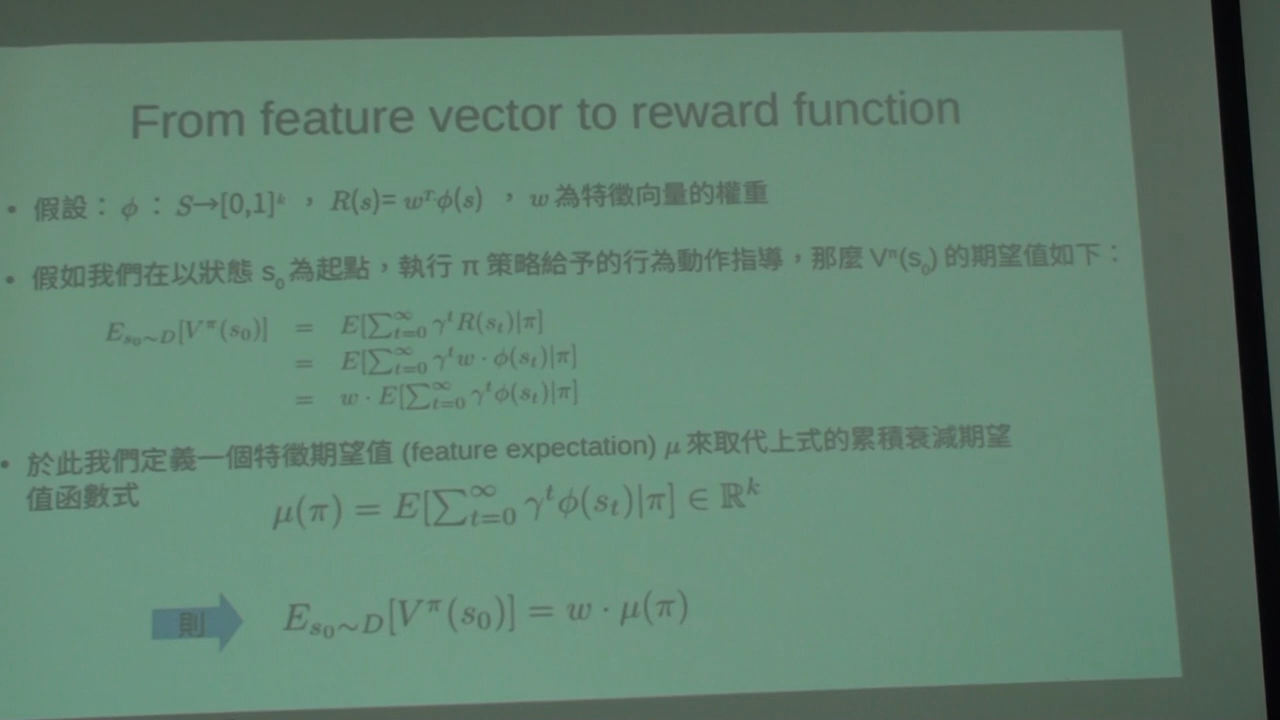 From feature vector to reward function
• 假設：ϕ ： S→[0,1]ᵏ ， R(s)= wᵀϕ(s) ， w 為特徵向量的權重
• 假如我們在以狀態 s₀ 為起點，執行 π 策略給予的行為動作指導，那麼 V^π(s₀) 的期望值如下：
E_{s₀∼D}[V^π(s₀)] = E[∑_{t=0}^∞ γ^t R(s_t)|π]
= E[∑_{t=0}^∞ γ^t w · ϕ(s_t)|π]
= w · E[∑_{t=0}^∞ γ^t ϕ(s_t)|π]
• 於此我們定義一個特徵期望值 (feature expectation) μ 來取代上式的累積衰減期望
值函數式
μ(π) = E[∑_{t=0}^∞ γ^t ϕ(s_t)|π] ∈ ℝ^k
則 E_{s₀∼D}[V^π(s₀)] = w · μ(π)